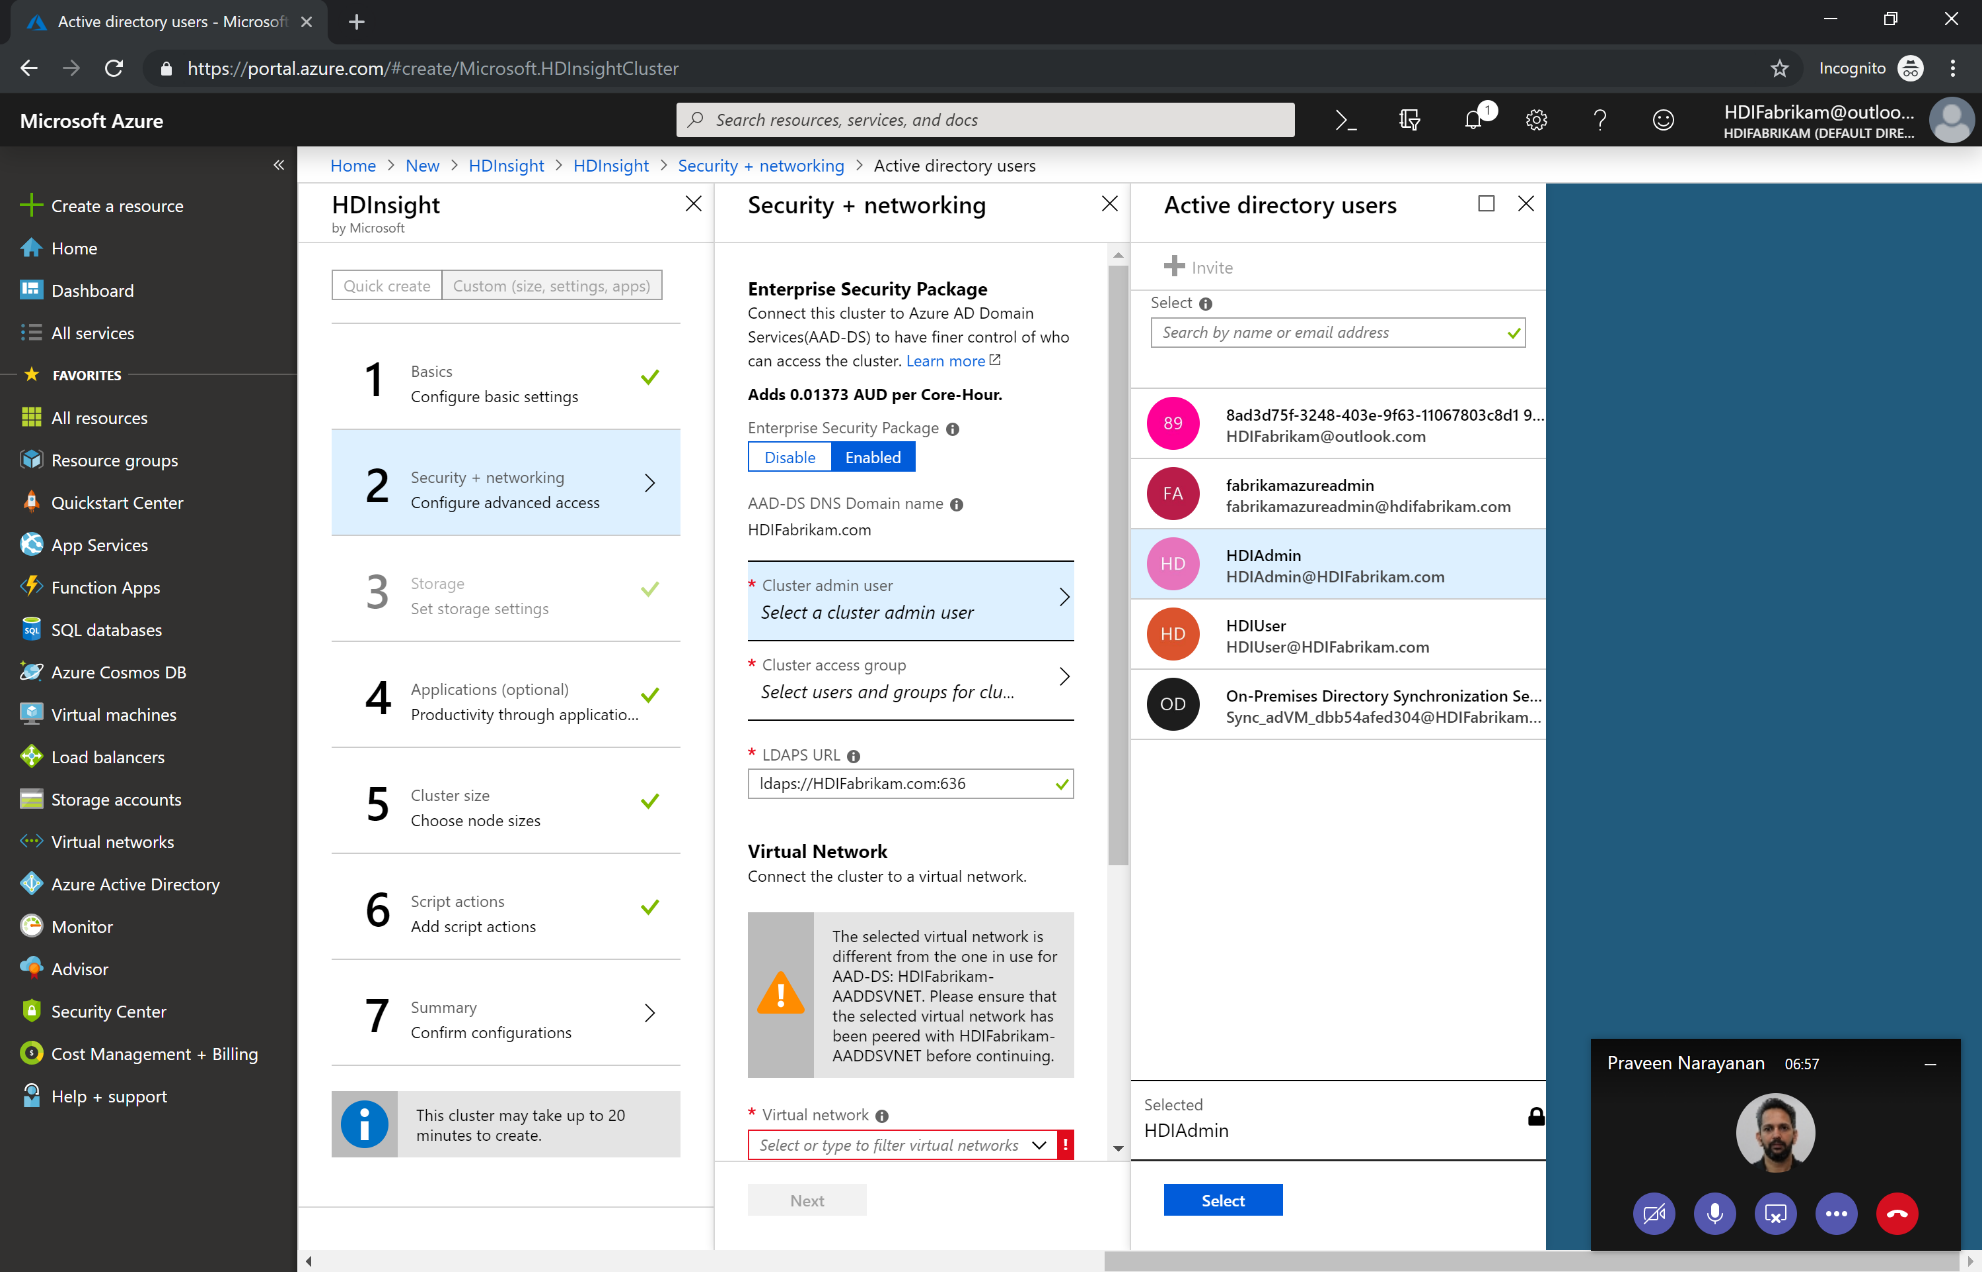 Active directory users - Microsoft
https://portal.azure.com/#create/Microsoft.HDInsightCluster
Incognito
Microsoft Azure
Search resources, services, and docs
1
HDIFabrikam@outloo...
HDIFABRIKAM (DEFAULT DIRE...
Home > New > HDInsight > HDInsight > Security + networking > Active directory users
Create a resource
Home
Dashboard
All services
FAVORITES
All resources
Resource groups
Quickstart Center
App Services
Function Apps
SQL databases
Azure Cosmos DB
Virtual machines
Load balancers
Storage accounts
Virtual networks
Azure Active Directory
Monitor
Advisor
Security Center
Cost Management + Billing
Help + support
HDInsight
by Microsoft
Quick create
Custom (size, settings, apps)
1
Basics
Configure basic settings
2
Security + networking
Configure advanced access
3
Storage
Set storage settings
4
Applications (optional)
Productivity through applicatio...
5
Cluster size
Choose node sizes
6
Script actions
Add script actions
7
Summary
Confirm configurations
This cluster may take up to 20
minutes to create.
Security + networking
Enterprise Security Package
Connect this cluster to Azure AD Domain
Services(AAD-DS) to have finer control of who
can access the cluster. Learn more
Adds 0.01373 AUD per Core-Hour.
Enterprise Security Package
Disable
Enabled
AAD-DS DNS Domain name
HDIFabrikam.com
* Cluster admin user
Select a cluster admin user
* Cluster access group
Select users and groups for clu...
* LDAPS URL
ldaps://HDIFabrikam.com:636
Virtual Network
Connect the cluster to a virtual network.
The selected virtual network is
different from the one in use for
AAD-DS: HDIFabrikam-
AADDSVNET. Please ensure that
the selected virtual network has
been peered with HDIFabrikam-
AADDSVNET before continuing.
* Virtual network
Select or type to filter virtual networks
Next
Active directory users
Invite
Select
Search by name or email address
89
8ad3d75f-3248-403e-9f63-11067803c8d1 9...
HDIFabrikam@outlook.com
FA
fabrikamazureadmin
fabrikamazureadmin@hdifabrikam.com
HD
HDIAdmin
HDIAdmin@HDIFabrikam.com
HD
HDIUser
HDIUser@HDIFabrikam.com
OD
On-Premises Directory Synchronization Se...
Sync_adVM_dbb54afed304@HDIFabrikam...
Selected
HDIAdmin
Select
Praveen Narayanan 06:57